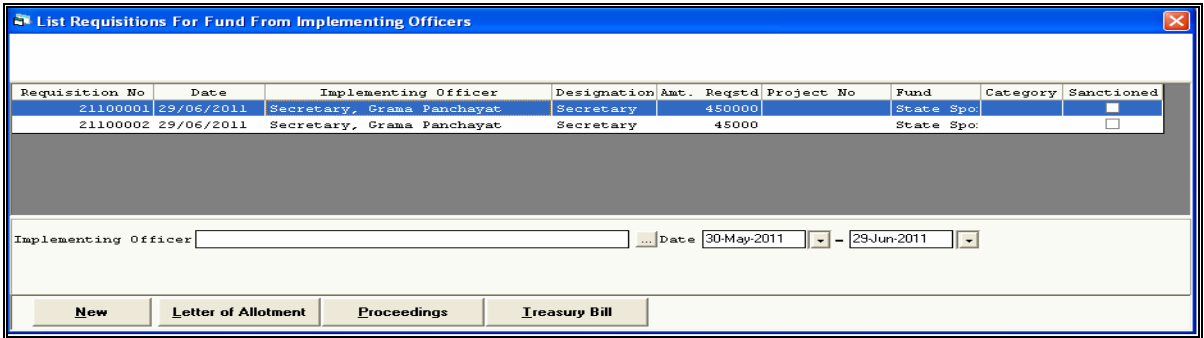 List Requisitions For Fund From Implementing Officers
Requisition No Date Implementing Officer Designation Amt. Reqstd Project No Fund Category Sanctioned
21100001 29/06/2011 Secretary, Grama Panchayat Secretary 450000 State Spo
21100002 29/06/2011 Secretary, Grama Panchayat Secretary 45000 State Spo
Implementing Officer ... Date 30-May-2011 - 29-Jun-2011
New Letter of Allotment Proceedings Treasury Bill